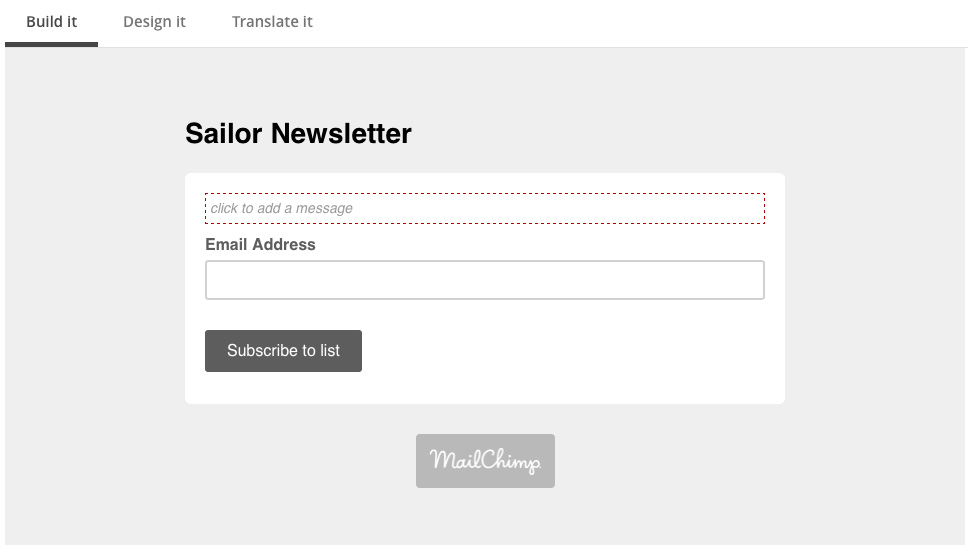 Build it Design it Translate it
Sailor Newsletter
click to add a message
Email Address
Subscribe to list
MailChimp